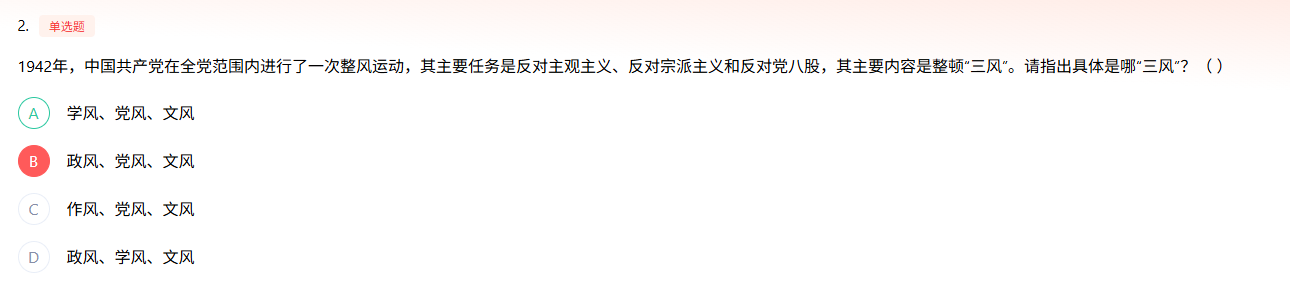 2. 单选题
1942年，中国共产党在全党范围内进行了一次整风运动，其主要任务是反对主观主义、反对宗派主义和反对党八股，其主要内容是整顿“三风”。请指出具体是哪“三风”？（ ）
A 学风、党风、文风
B 政风、党风、文风
C 作风、党风、文风
D 政风、学风、文风